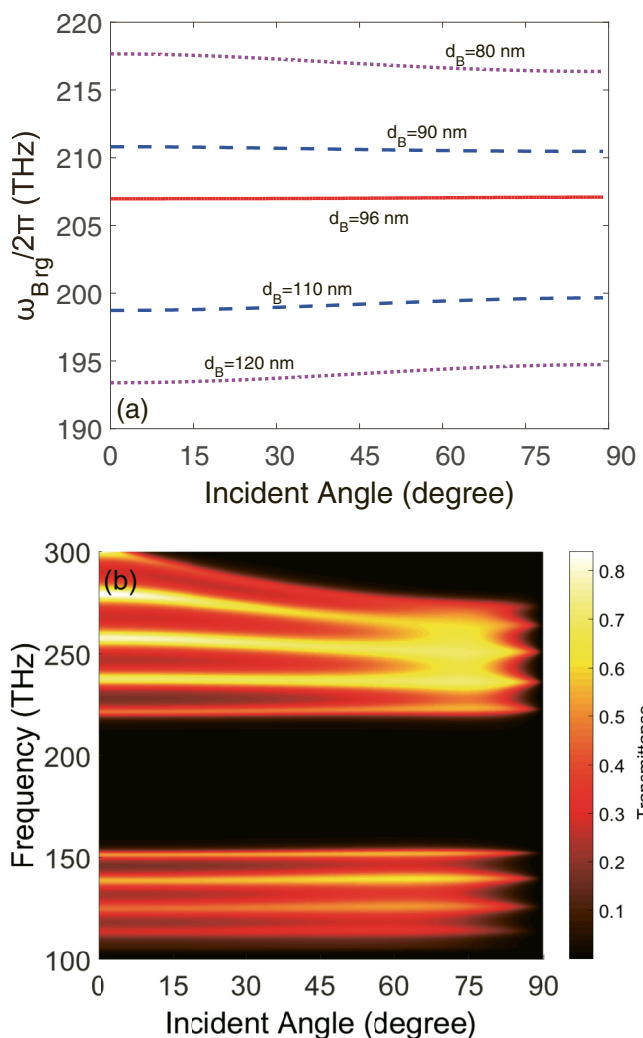 220
215
210
205
200
195
190
ω_Brg/2π (THz)
d_B=80 nm
d_B=90 nm
d_B=96 nm
d_B=110 nm
d_B=120 nm
(a)
0 15 30 45 60 75 90
Incident Angle (degree)
300
250
200
150
100
Frequency (THz)
(b)
0 15 30 45 60 75 90
Incident Angle (degree)
0.8
0.7
0.6
0.5
0.4
0.3
0.2
0.1
Transmittance